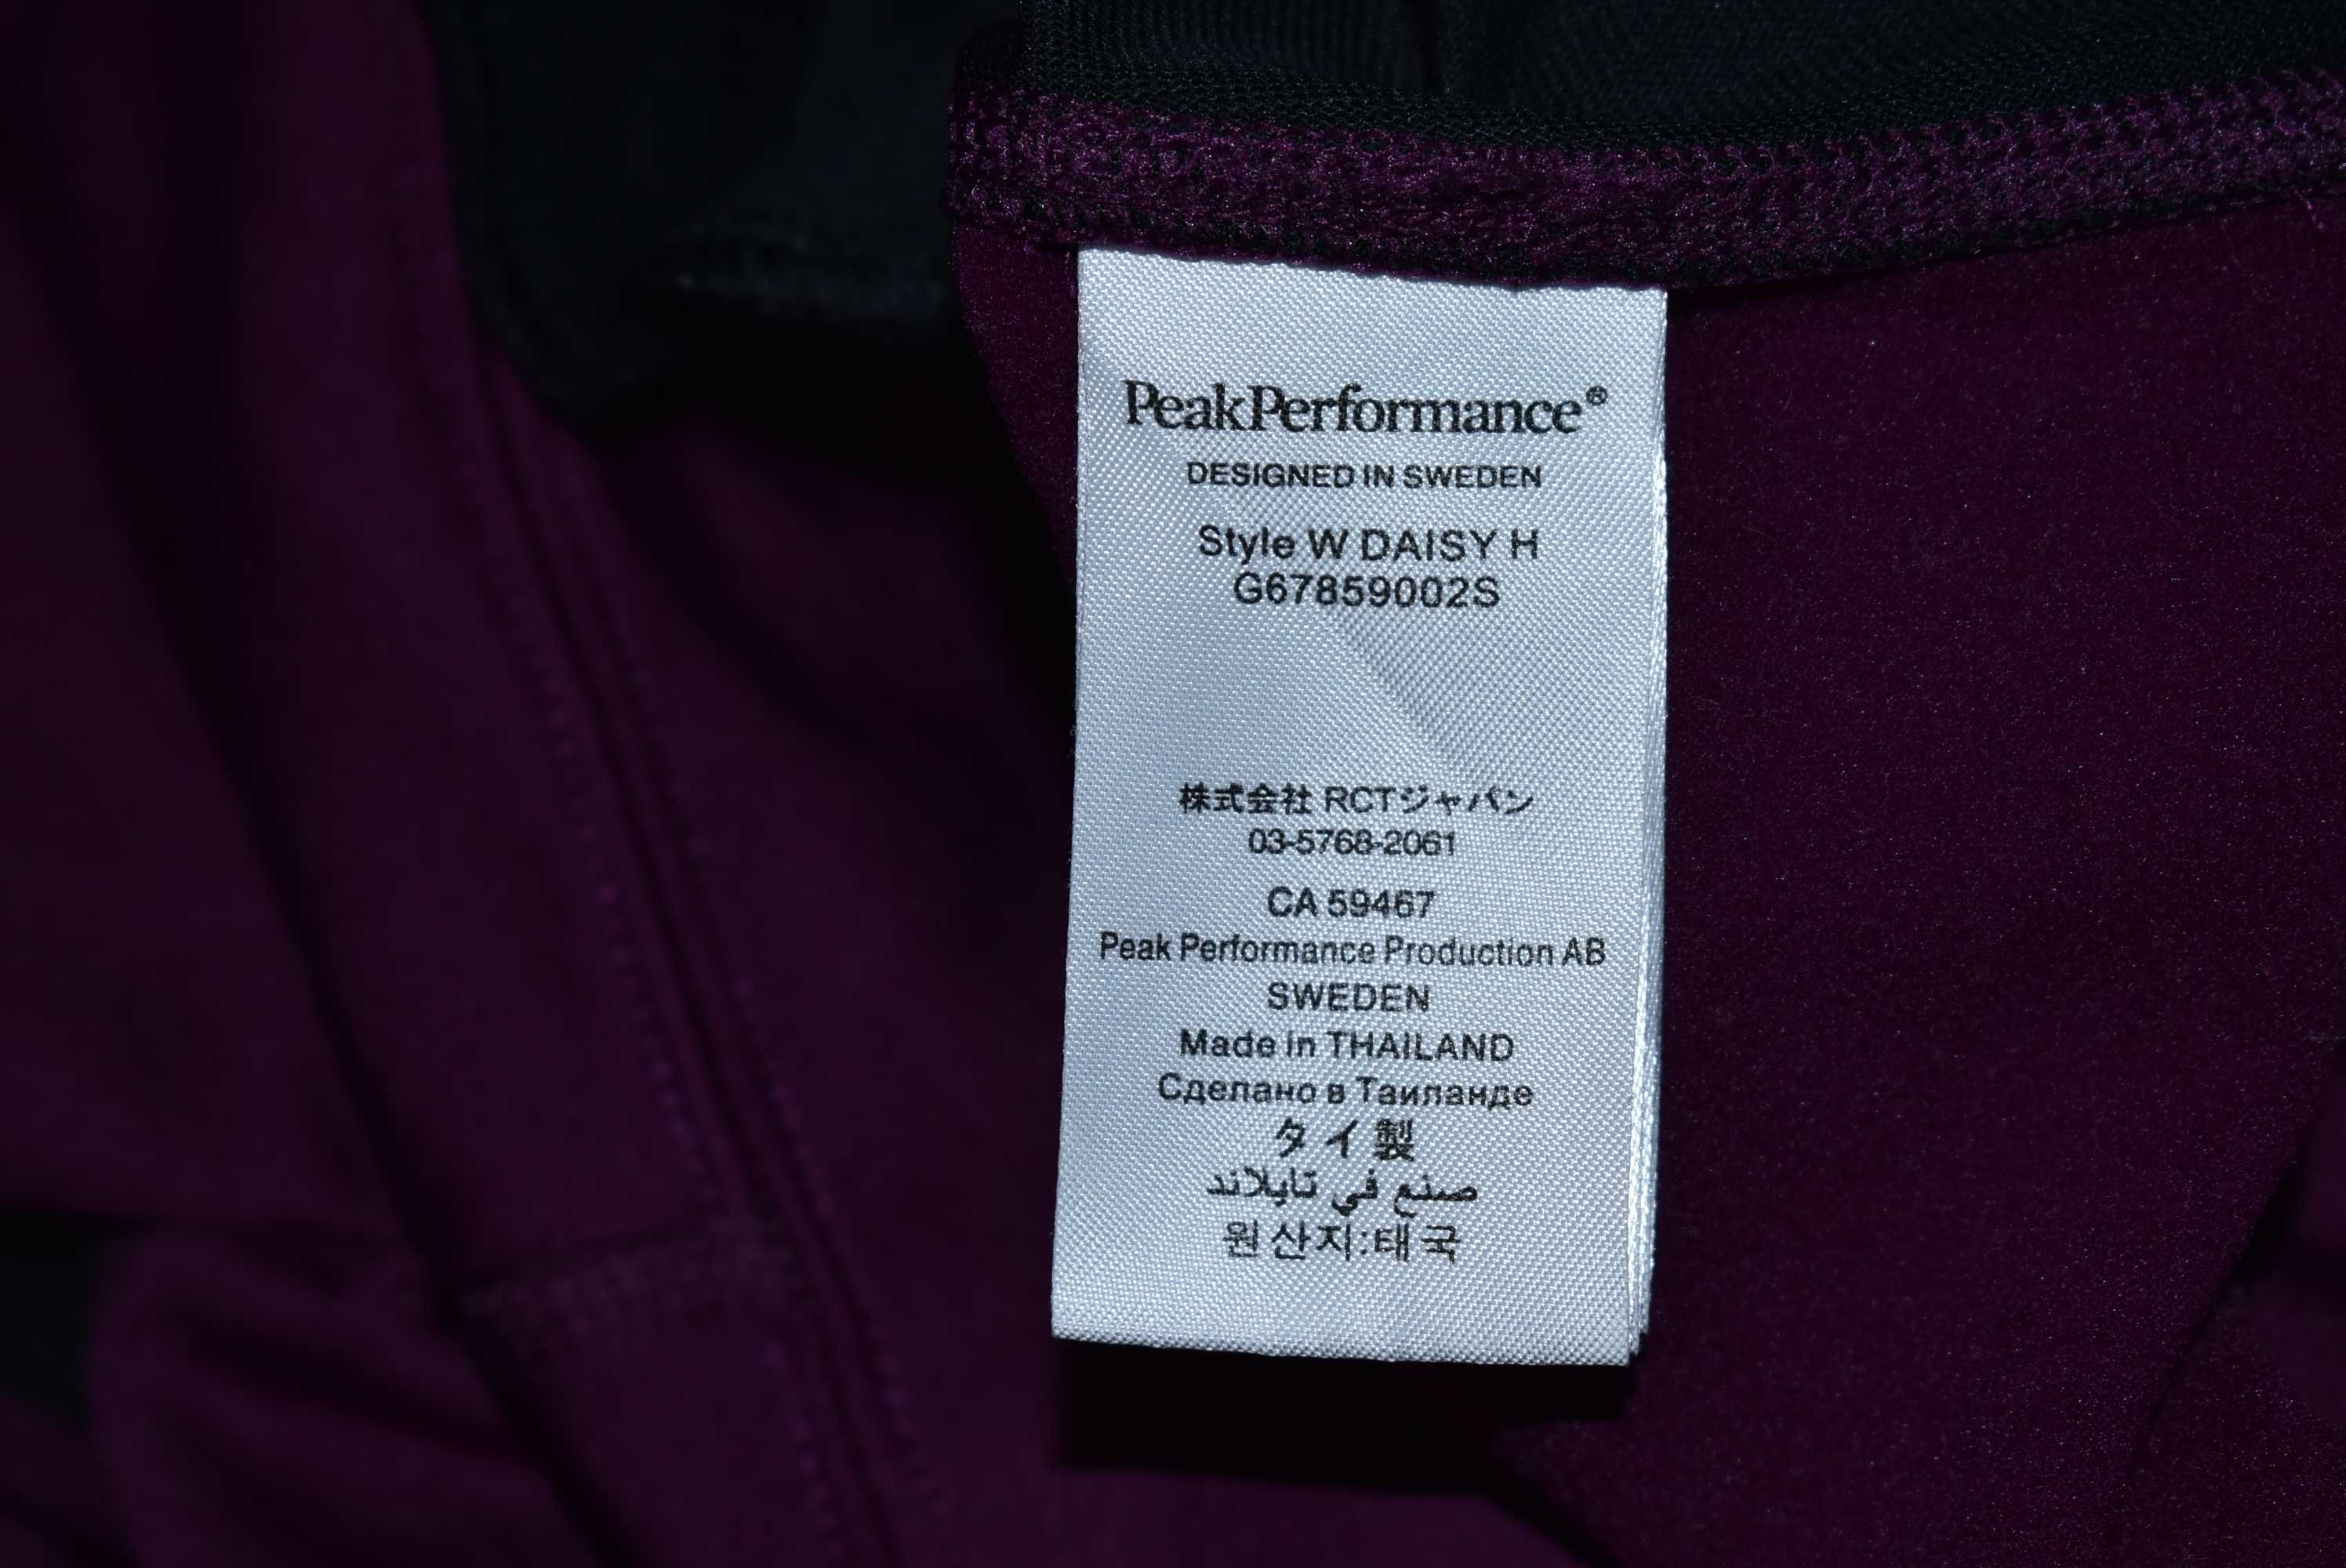 PeakPerformance®
DESIGNED IN SWEDEN
Style W DAISY H
G67859002S
株式会社 RCTジャパン
03-5768-2061
CA 59467
Peak Performance Production AB
SWEDEN
Made in THAILAND
Сделано в Таиланде
タイ製
صنع في تايلاند
원산지:태국